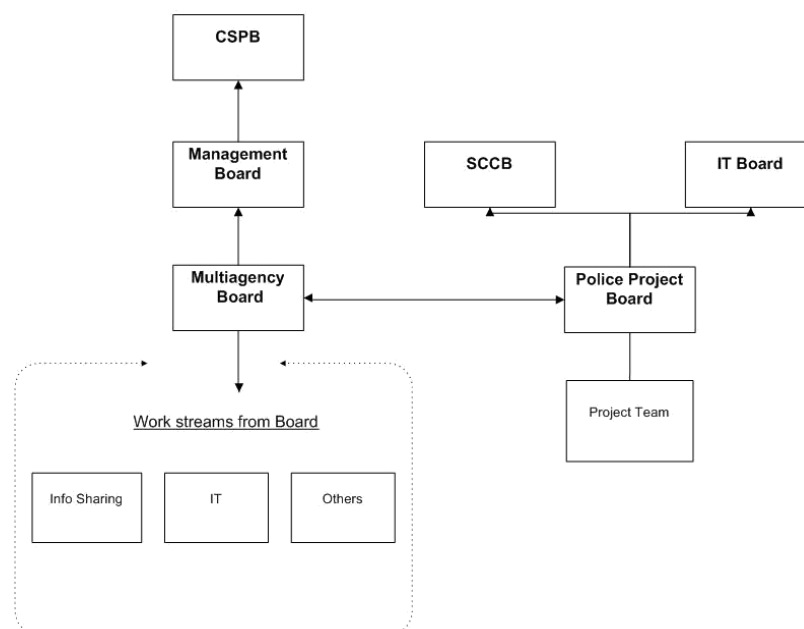 CSPB
Management
Board
SCCB
IT Board
Multiagency
Board
Police Project
Board
Work streams from Board
Project Team
Info Sharing
IT
Others